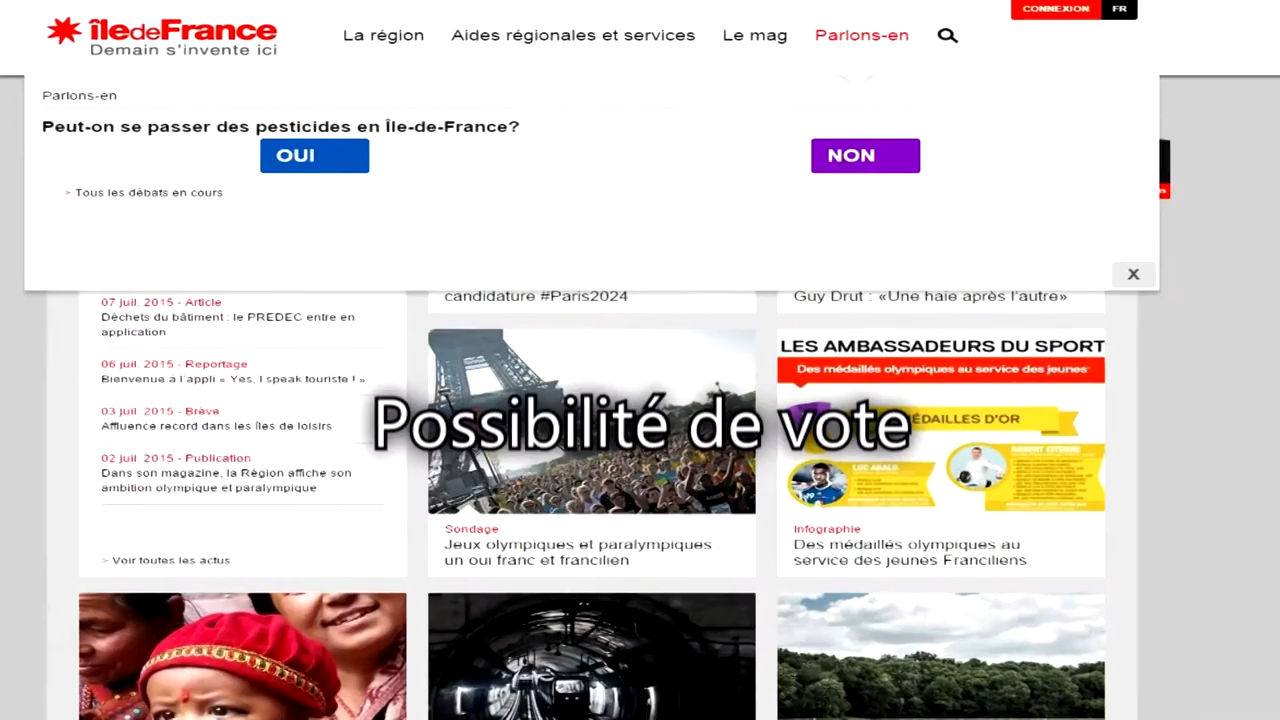 CONNEXION FR
îledeFrance
Demain s'invente ici
La région Aides régionales et services Le mag Parlons-en
Parlons-en
Peut-on se passer des pesticides en Île-de-France?
OUI NON
> Tous les débats en cours
X
07 juil. 2015 - Article
Déchets du bâtiment : le PREDEC entre en
application
06 juil. 2015 - Reportage
Bienvenue à l'appli « Yes, I speak touriste ! »
03 juil. 2015 - Brève
Affluence record dans les îles de loisirs
02 juil. 2015 - Publication
Dans son magazine, la Région affiche son
ambition olympique et paralympique
> Voir toutes les actus
candidature #Paris2024
Sondage
Jeux olympiques et paralympiques
un oui franc et francilien
Guy Drut : «Une haie après l'autre»
LES AMBASSADEURS DU SPORT
Des médaillés olympiques au service des jeunes
MÉDAILLES D'OR
LUC ABALO
Infographie
Des médaillés olympiques au
service des jeunes Franciliens
Possibilité de vote